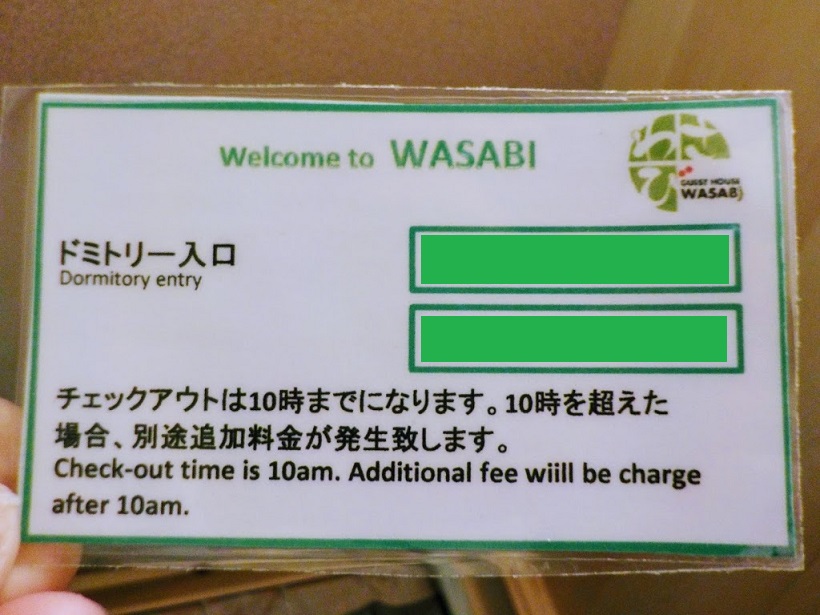 Welcome to WASABI
わさび
GUEST HOUSE
WASABi
ドミトリー入口
Dormitory entry
チェックアウトは10時までになります。10時を超えた
場合、別途追加料金が発生致します。
Check-out time is 10am. Additional fee wiill be charge
after 10am.